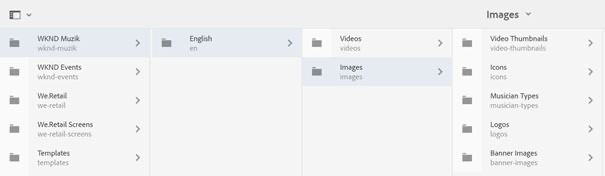 Images
WKND Muzik
wknd-muzik
WKND Events
wknd-events
We.Retail
we-retail
We.Retail Screens
we-retail-screens
Templates
templates
English
en
Videos
videos
Images
images
Video Thumbnails
video-thumbnails
Icons
icons
Musician Types
musician-types
Logos
logos
Banner Images
banner-images